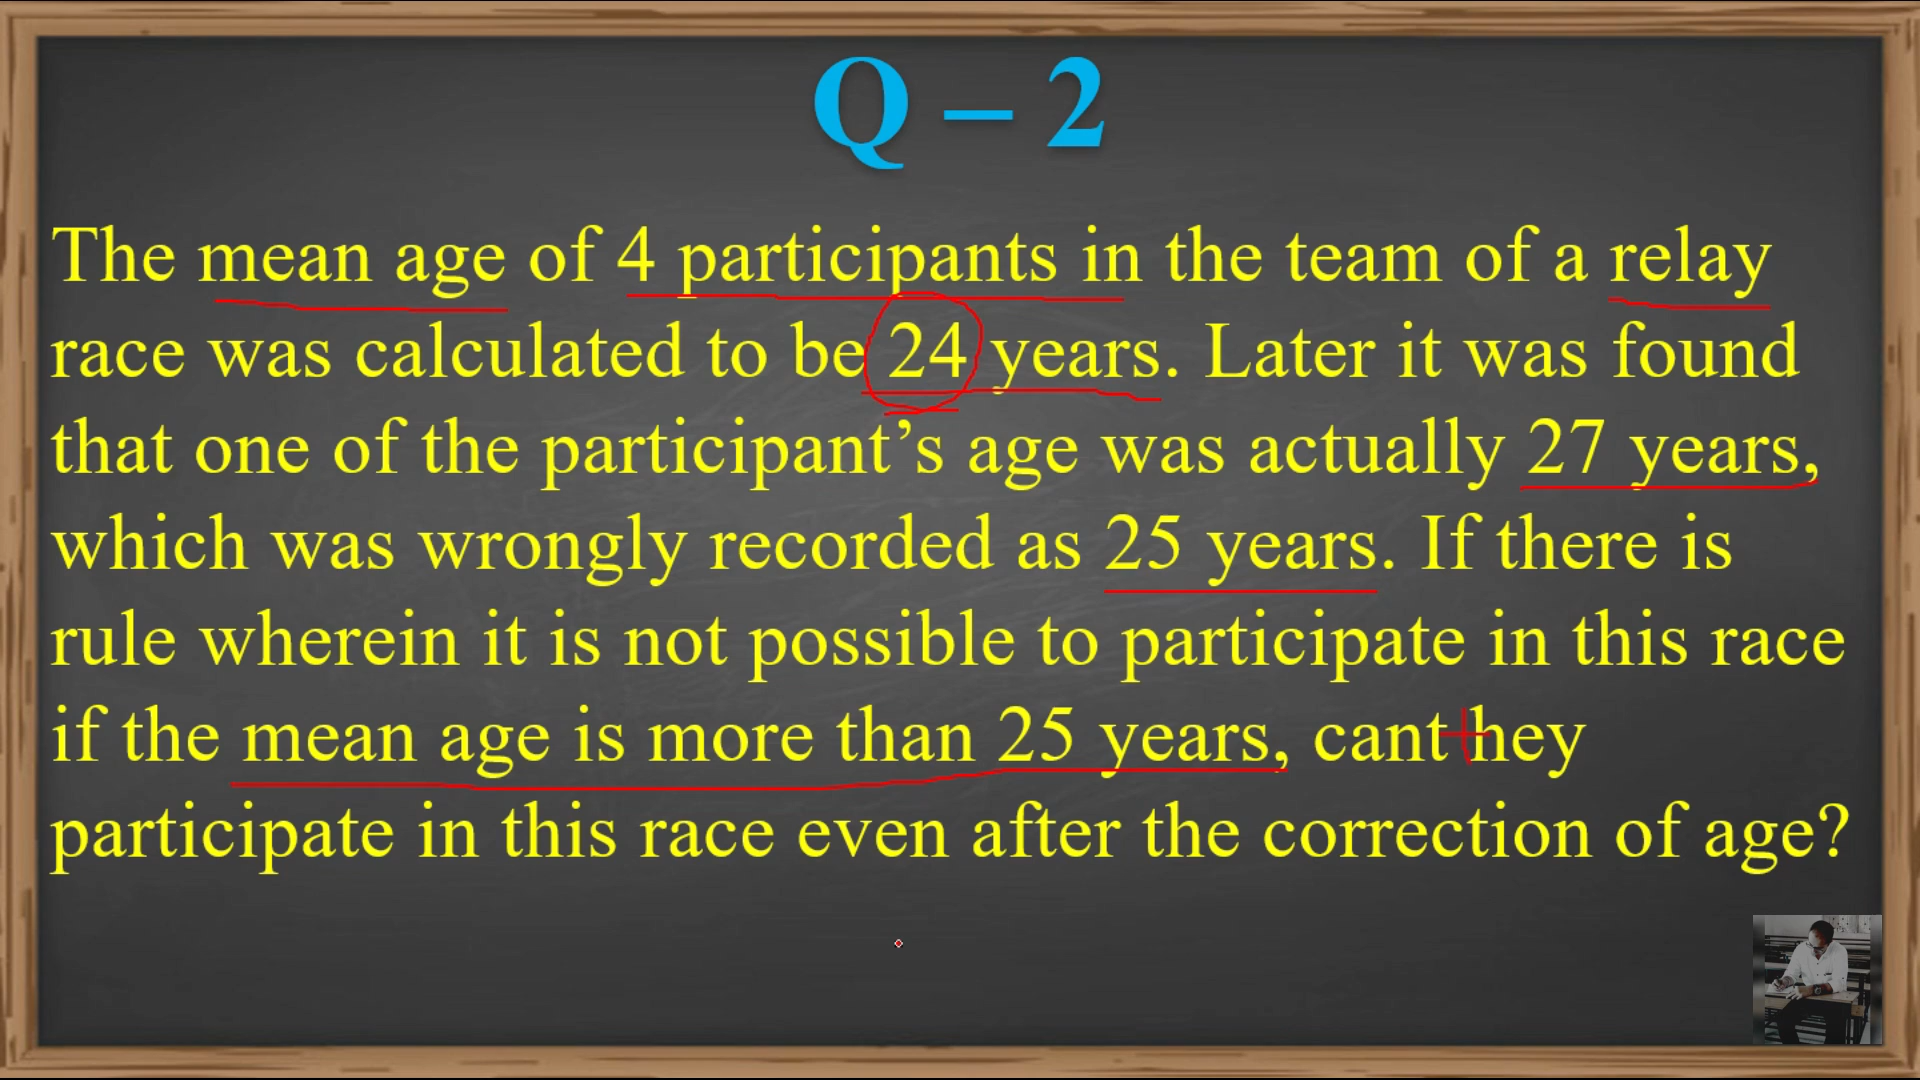 Q – 2
The mean age of 4 participants in the team of a relay
race was calculated to be 24 years. Later it was found
that one of the participant’s age was actually 27 years,
which was wrongly recorded as 25 years. If there is
rule wherein it is not possible to participate in this race
if the mean age is more than 25 years, cant hey
participate in this race even after the correction of age?